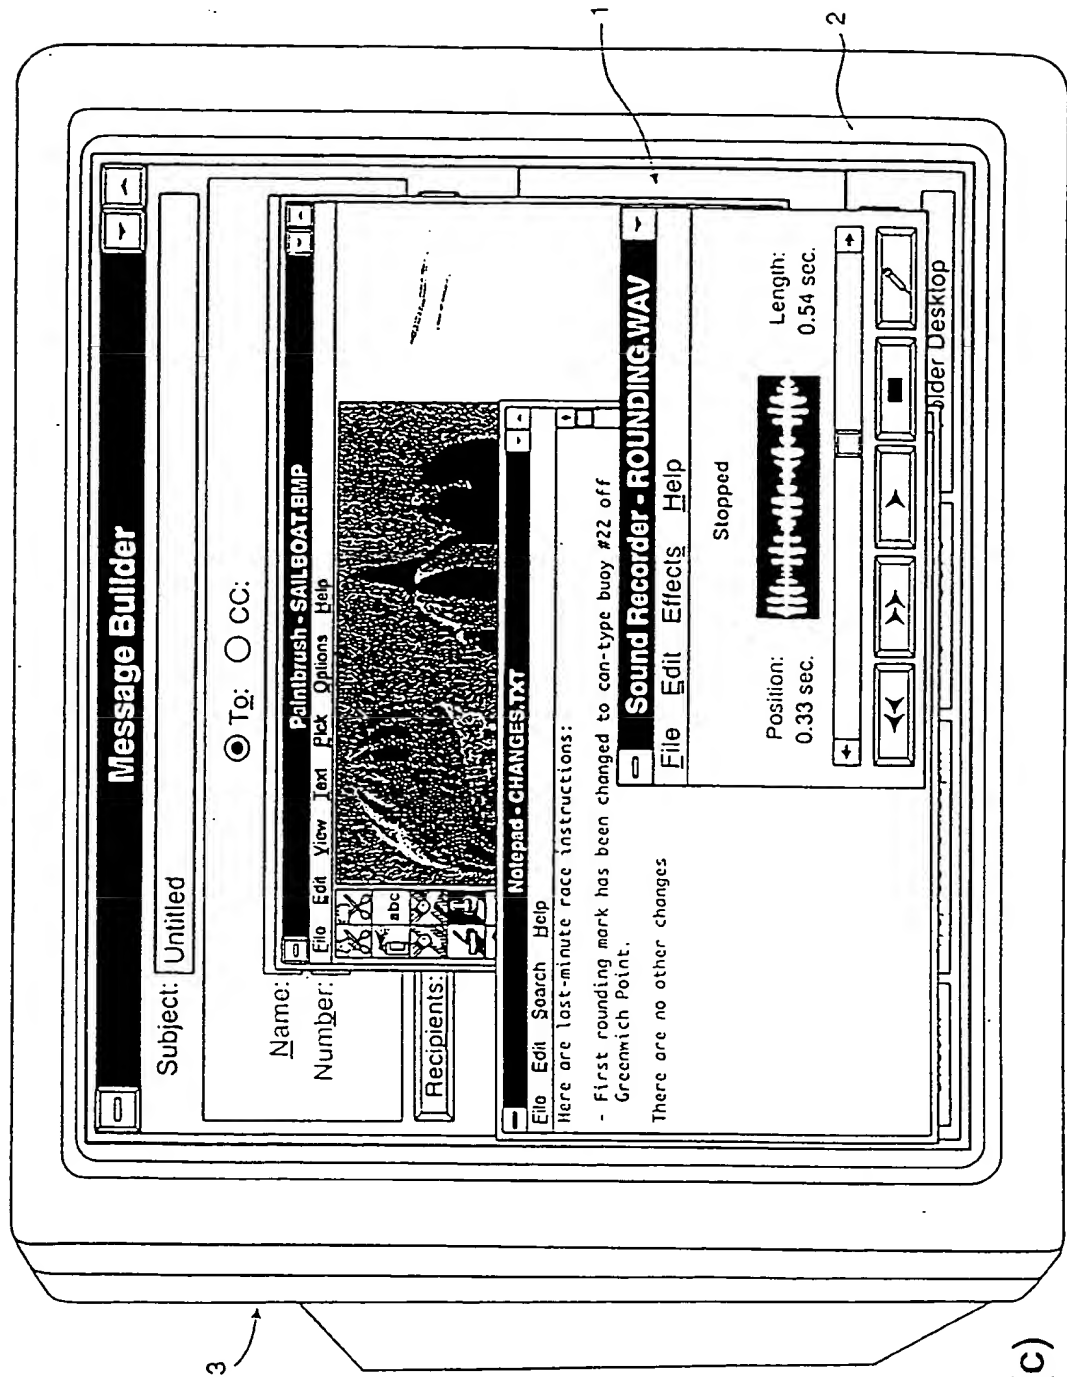 Message Builder
Subject: Untitled
To: CC:
Name:
Number:
Recipients:
Paintbrush - SAILBOAT.BMP
File Edit View Text Pick Options Help
abc
Notepad - CHANGES.TXT
File Edit Search Help
Here are last-minute race instructions:
- First rounding mark has been changed to can-type buoy #22 off
Greenwich Point.
There are no other changes
Sound Recorder - ROUNDING.WAV
File Edit Effects Help
Stopped
Position:
0.33 sec.
Length:
0.54 sec.
Desktop
1
2
3
c)